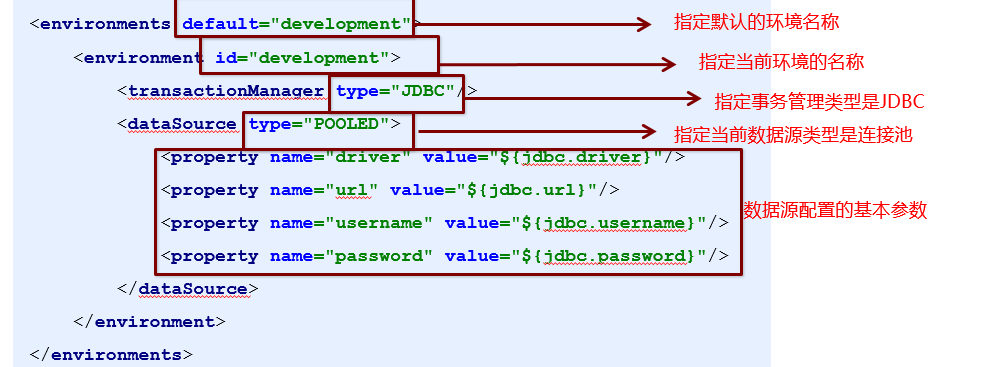 <environments default="development"> 指定默认的环境名称
<environment id="development"> 指定当前环境的名称
<transactionManager type="JDBC"/> 指定事务管理类型是JDBC
<dataSource type="POOLED"> 指定当前数据源类型是连接池
<property name="driver" value="${jdbc.driver}"/>
<property name="url" value="${jdbc.url}"/>
<property name="username" value="${jdbc.username}"/> 数据源配置的基本参数
<property name="password" value="${jdbc.password}"/>
</dataSource>
</environment>
</environments>